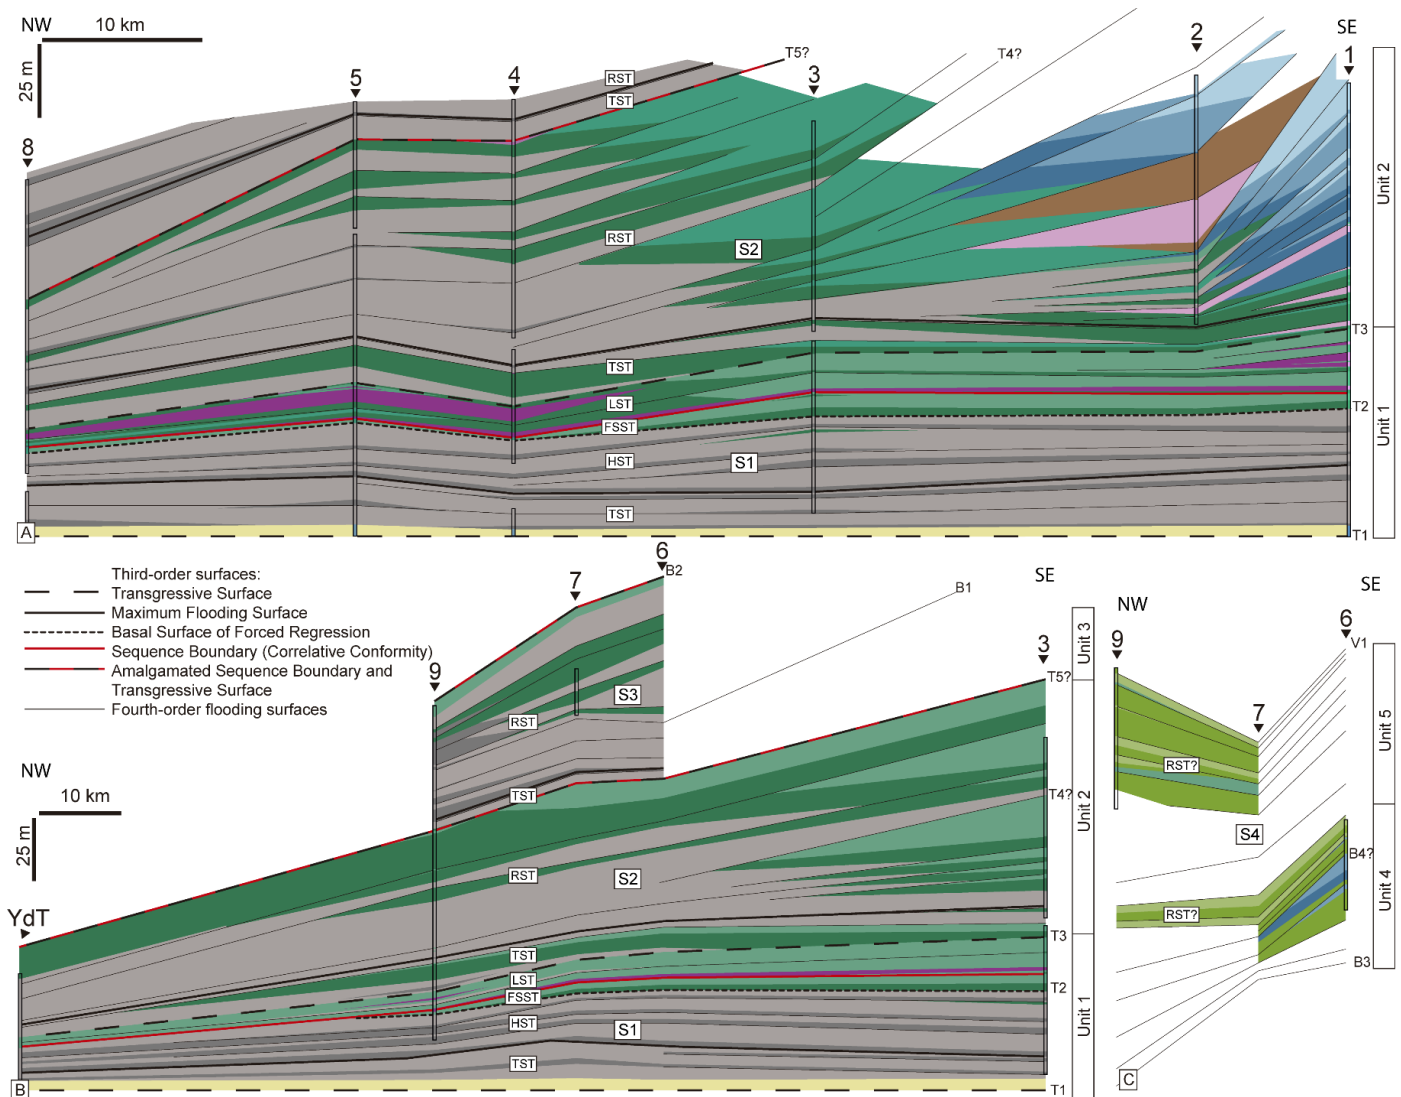 NW
10 km
SE
25 m
8
5
4
3
2
1
T5?
T4?
RST
TST
RST
S2
TST
LST
FSST
HST
S1
TST
T3
T2
T1
Unit 2
Unit 1
A
Third-order surfaces:
Transgressive Surface
Maximum Flooding Surface
Basal Surface of Forced Regression
Sequence Boundary (Correlative Conformity)
Amalgamated Sequence Boundary and
Transgressive Surface
Fourth-order flooding surfaces
NW
10 km
25 m
SE
YdT
9
7
6
3
B2
B1
S3
RST
TST
T5?
T4?
RST
S2
TST
LST
FSST
HST
S1
TST
T3
T2
T1
Unit 3
Unit 2
Unit 1
B
NW
SE
9
7
6
V1
RST?
S4
RST?
B4?
B3
Unit 5
Unit 4
C